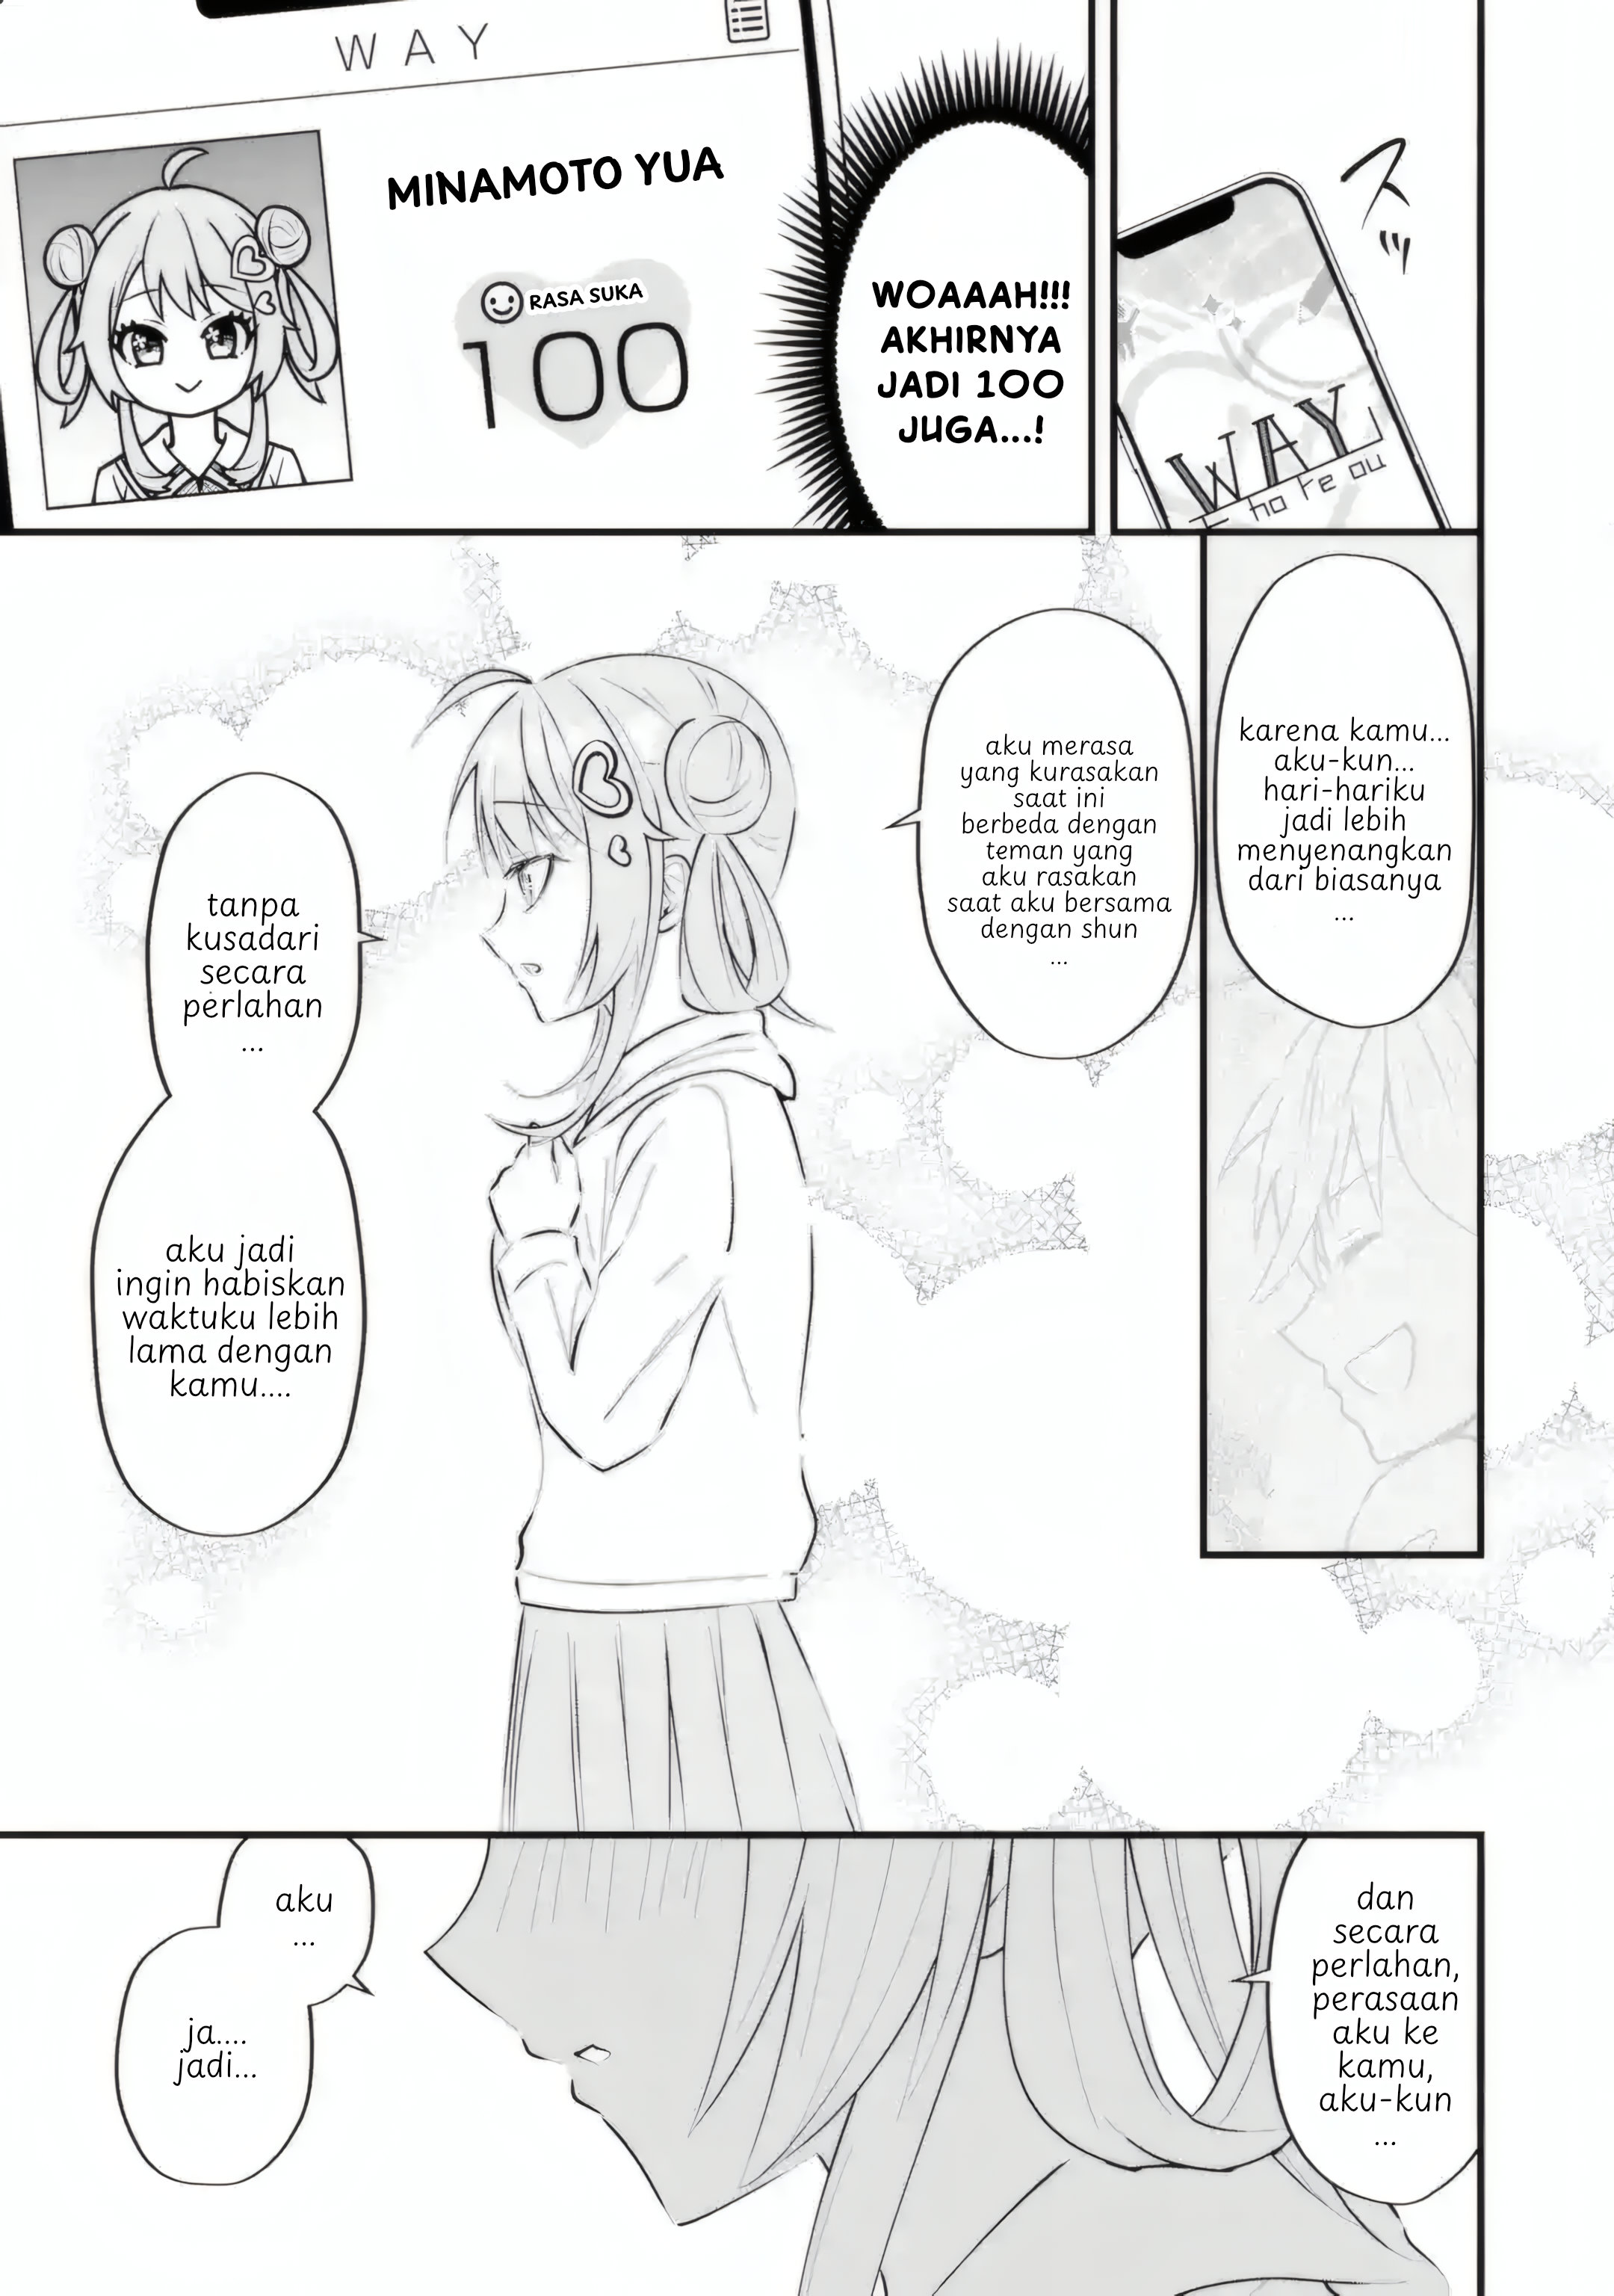 スッ
WAY
WAY
MINAMOTO YUA
RASA SUKA
100
WOAAAH!!!
AKHIRNYA
JADI 100
JUGA...!
karena kamu...
aku-kun...
hari-hariku
jadi lebih
menyenangkan
dari biasanya
...
aku merasa
yang kurasakan
saat ini
berbeda dengan
teman yang
aku rasakan
saat aku bersama
dengan shun
...
tanpa
kusadari
secara
perlahan
...
aku jadi
ingin habiskan
waktuku lebih
lama dengan
kamu....
dan
secara
perlahan,
perasaan
aku ke
kamu,
aku-kun
...
aku
...
ja....
jadi...